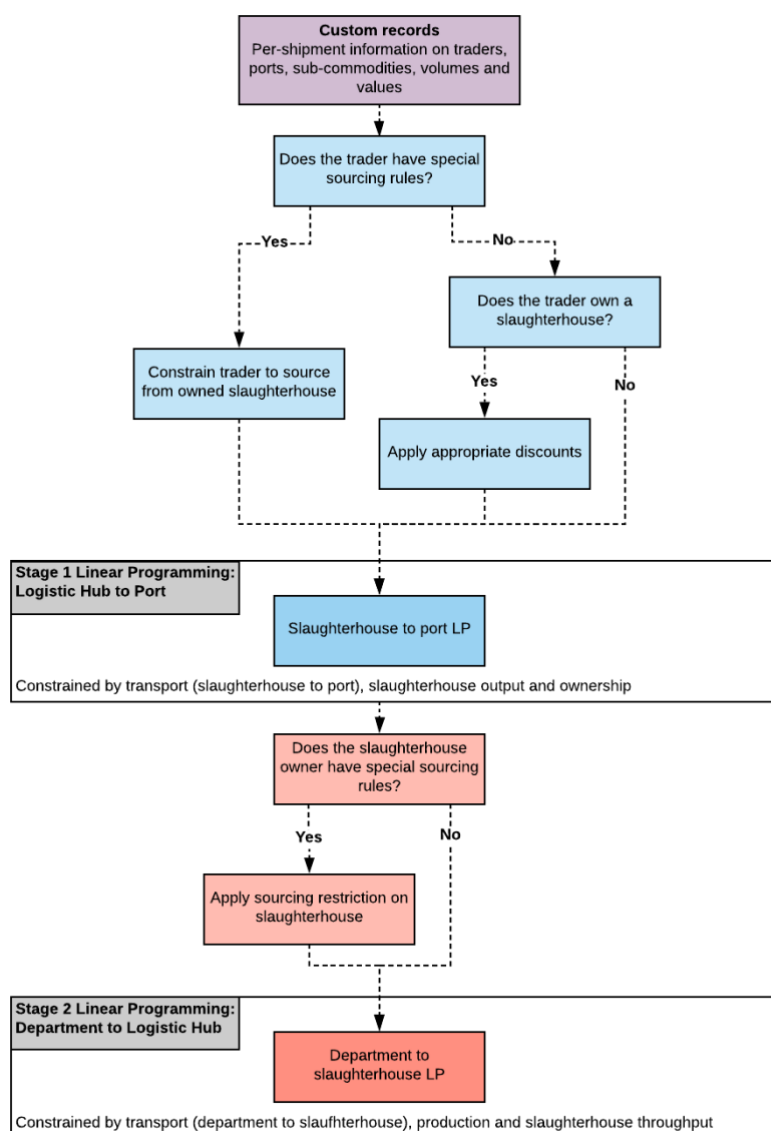 Custom records
Per-shipment information on traders,
ports, sub-commodities, volumes and
values
Does the trader have special
sourcing rules?
Yes
No
Does the trader own a
slaughterhouse?
Constrain trader to source
from owned slaughterhouse
Yes
No
Apply appropriate discounts
Stage 1 Linear Programming:
Logistic Hub to Port
Slaughterhouse to port LP
Constrained by transport (slaughterhouse to port), slaughterhouse output and ownership
Does the slaughterhouse
owner have special sourcing
rules?
Yes
No
Apply sourcing restriction on
slaughterhouse
Stage 2 Linear Programming:
Department to Logistic Hub
Department to
slaughterhouse LP
Constrained by transport (department to slaufhterhouse), production and slaughterhouse throughput